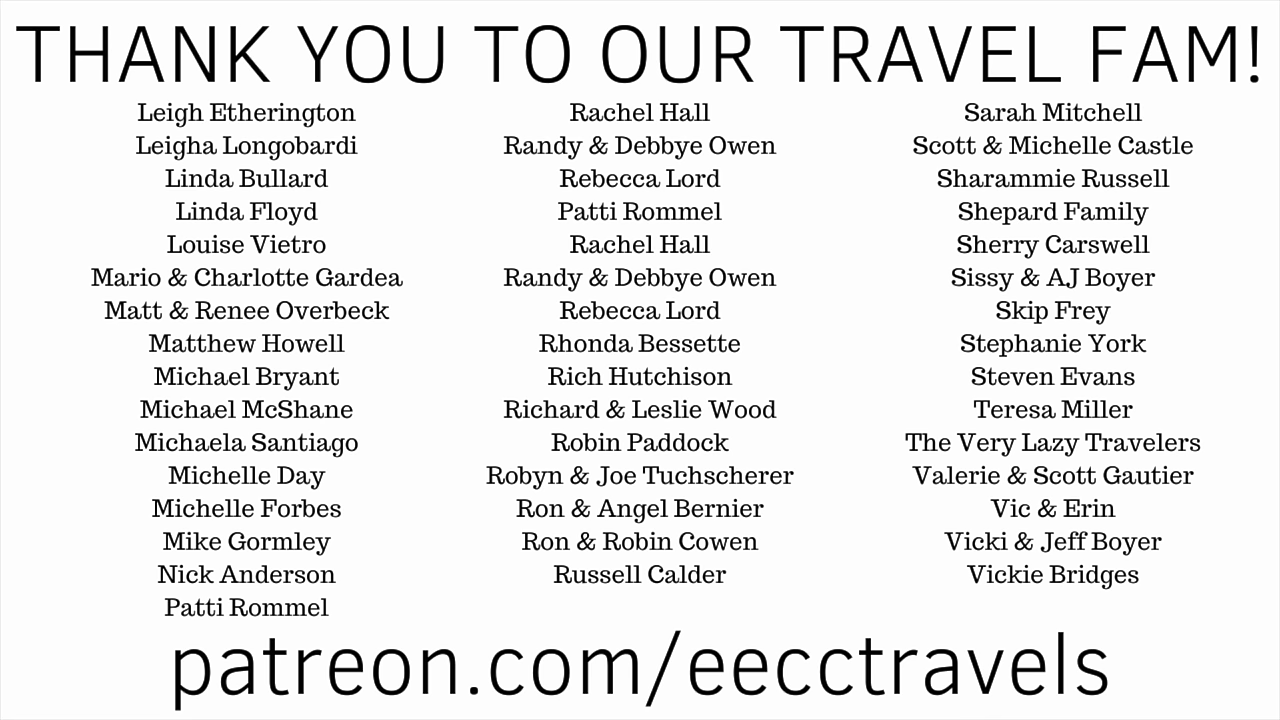 THANK YOU TO OUR TRAVEL FAM!
Leigh Etherington
Leigha Longobardi
Linda Bullard
Linda Floyd
Louise Vietro
Mario & Charlotte Gardea
Matt & Renee Overbeck
Matthew Howell
Michael Bryant
Michael McShane
Michaela Santiago
Michelle Day
Michelle Forbes
Mike Gormley
Nick Anderson
Patti Rommel
Rachel Hall
Randy & Debbye Owen
Rebecca Lord
Patti Rommel
Rachel Hall
Randy & Debbye Owen
Rebecca Lord
Rhonda Bessette
Rich Hutchison
Richard & Leslie Wood
Robin Paddock
Robyn & Joe Tuchscherer
Ron & Angel Bernier
Ron & Robin Cowen
Russell Calder
Sarah Mitchell
Scott & Michelle Castle
Sharammie Russell
Shepard Family
Sherry Carswell
Sissy & AJ Boyer
Skip Frey
Stephanie York
Steven Evans
Teresa Miller
The Very Lazy Travelers
Valerie & Scott Gautier
Vic & Erin
Vicki & Jeff Boyer
Vickie Bridges
patreon.com/eecctravels